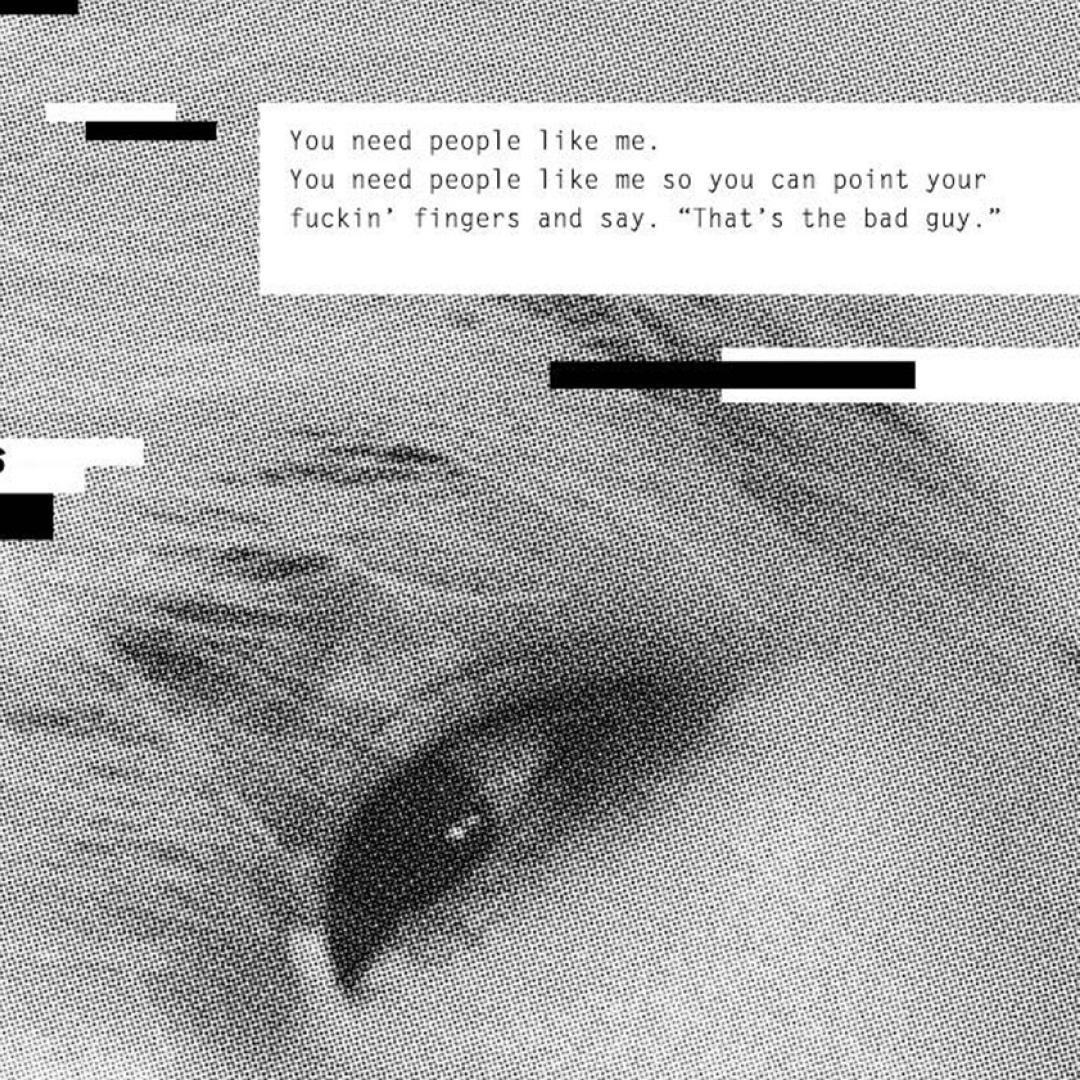 You need people like me.
You need people like me so you can point your
fuckin’ fingers and say. “That’s the bad guy.”
s